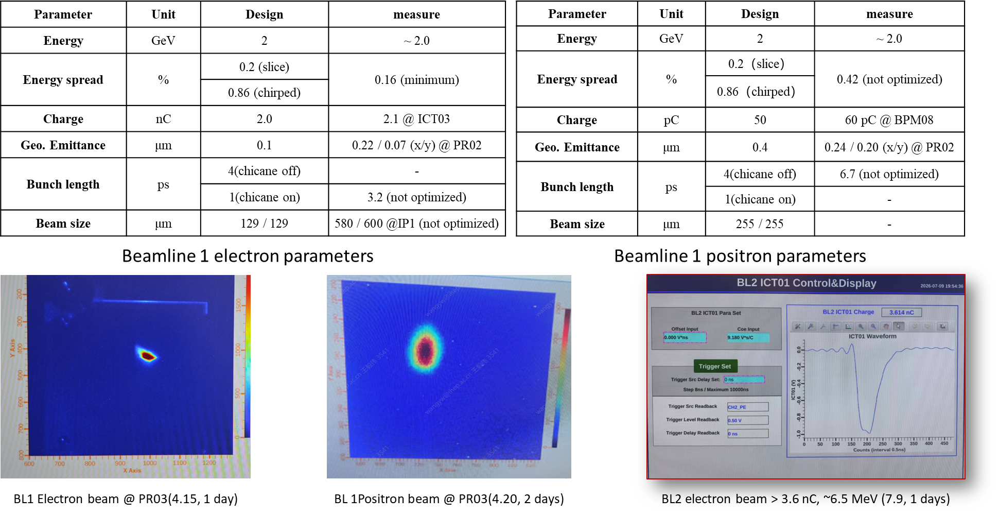 Parameter Unit Design measure
Energy GeV 2 ~ 2.0
Energy spread % 0.2 (slice) 0.16 (minimum)
0.86 (chirped)
Charge nC 2.0 2.1 @ ICT03
Geo. Emittance μm 0.1 0.22 / 0.07 (x/y) @ PR02
Bunch length ps 4(chicane off) -
1(chicane on) 3.2 (not optimized)
Beam size μm 129 / 129 580 / 600 @IP1 (not optimized)
Beamline 1 electron parameters
Parameter Unit Design measure
Energy GeV 2 ~ 2.0
Energy spread % 0.2（slice） 0.42 (not optimized)
0.86（chirped）
Charge pC 50 60 pC @ BPM08
Geo. Emittance μm 0.4 0.24 / 0.20 (x/y) @ PR02
Bunch length ps 4(chicane off) 6.7 (not optimized)
1(chicane on) -
Beam size μm 255 / 255 -
Beamline 1 positron parameters
200
300
400
500
600
700
800
Y Axis
600 700 800 900 1000 1100 1200
X Axis
1500
1000
500
0
BL1 Electron beam @ PR03(4.15, 1 day)
wangyw@ihep.ac.cn
X Axis
BL 1Positron beam @ PR03(4.20, 2 days)
BL2 ICT01 Control&Display
2026-07-09 19:54:36
BL2 ICT01 Para Set
Offset Input Coe Input
0.000 V*ns 9.180 V*s/C
Trigger Set
Trigger Src Delay Set: 0 ns
Step 8ns / Maximum 10000ns
Trigger Src Readback CH2_PE
Trigger Level Readback 0.50 V
Trigger Delay Readback 0 ns
BL2 ICT01 Charge 3.614 nC
ICT01 Waveform
ICT01 (V)
0.0
-0.2
-0.4
-0.6
-0.8
-1.0
0 50 100 150 200 250 300 350 400 450
Counts (interval 0.5ns)
BL2 electron beam > 3.6 nC, ~6.5 MeV (7.9, 1 days)